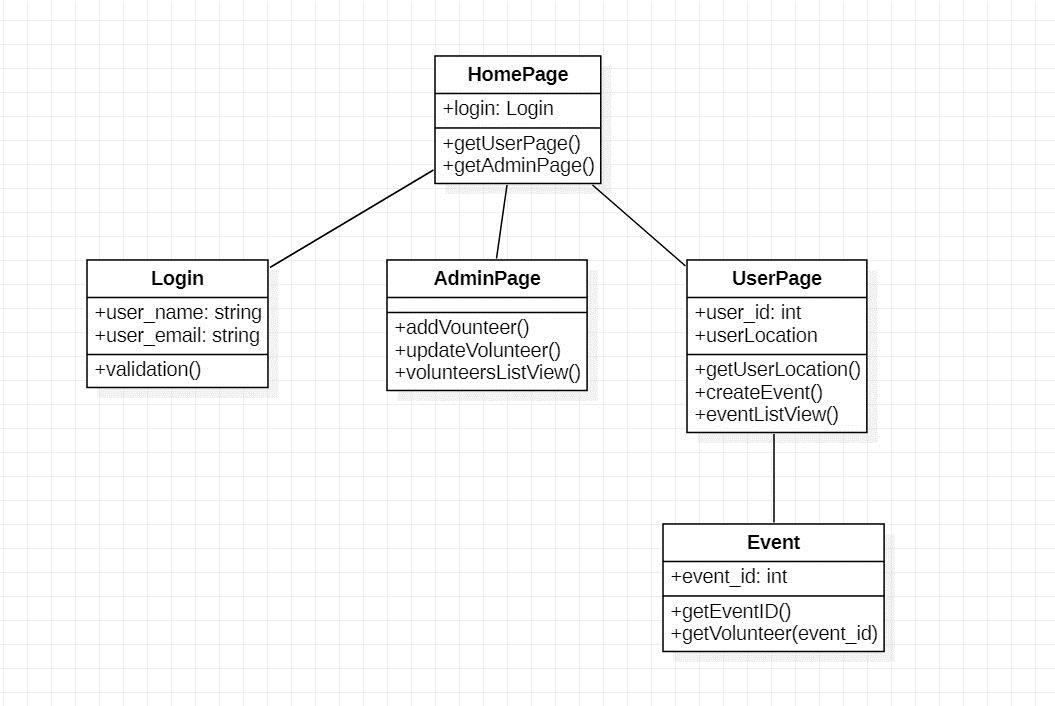 HomePage
+login: Login
+getUserPage()
+getAdminPage()
Login
+user_name: string
+user_email: string
+validation()
AdminPage
+addVounteer()
+updateVolunteer()
+volunteersListView()
UserPage
+user_id: int
+userLocation
+getUserLocation()
+createEvent()
+eventListView()
Event
+event_id: int
+getEventID()
+getVolunteer(event_id)